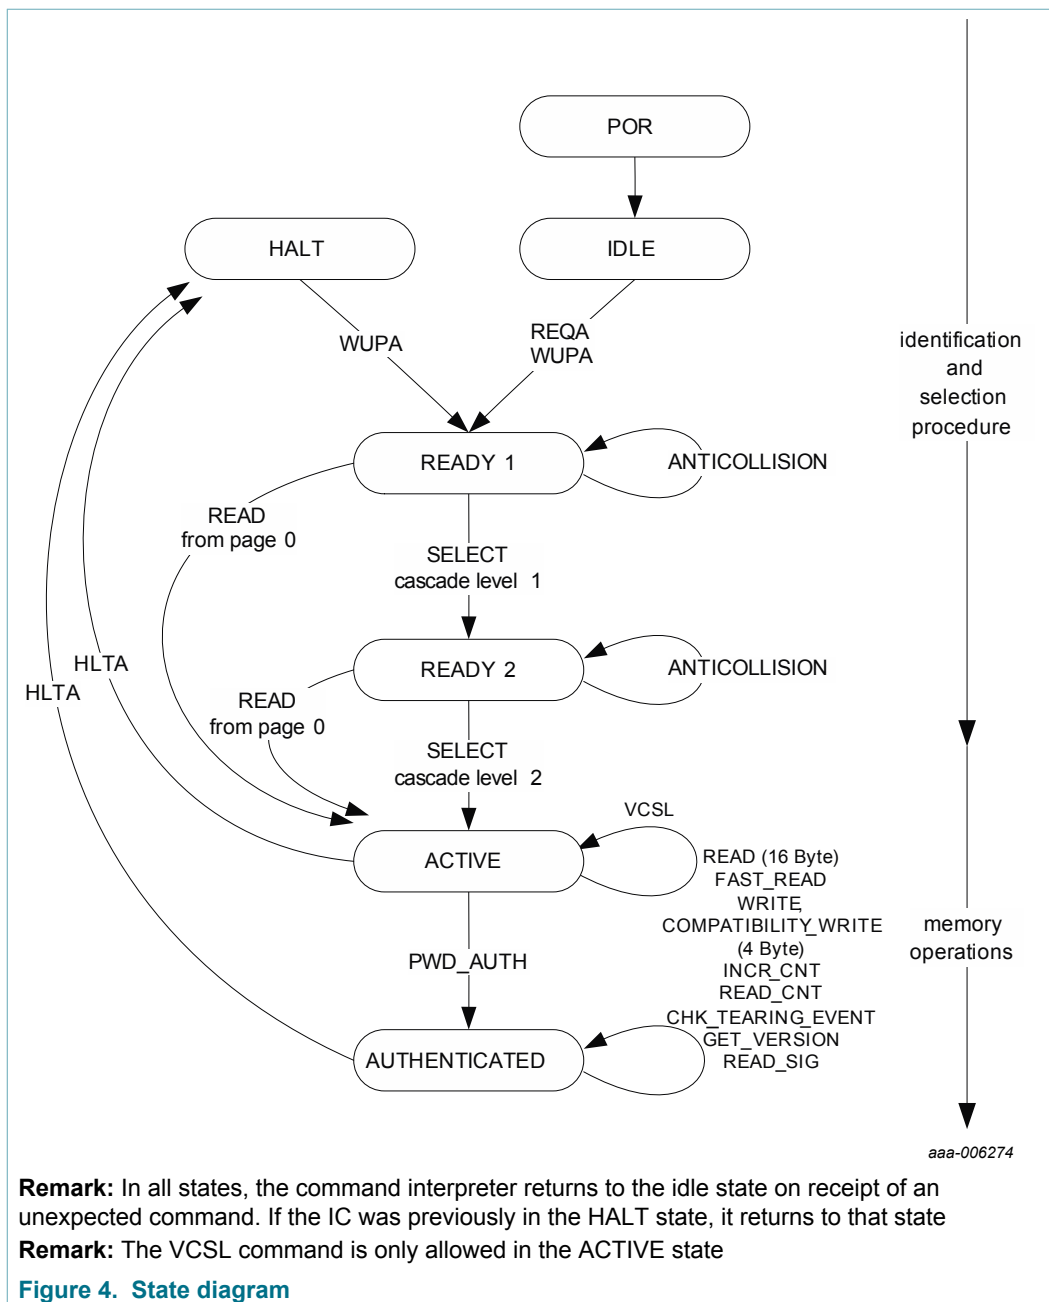 POR
HALT
IDLE
WUPA
REQA
WUPA
identification
and
selection
procedure
READY 1
ANTICOLLISION
READ
from page 0
SELECT
cascade level 1
READY 2
ANTICOLLISION
HLTA
HLTA
READ
from page 0
SELECT
cascade level 2
VCSL
ACTIVE
READ (16 Byte)
FAST_READ
WRITE,
COMPATIBILITY_WRITE
(4 Byte)
INCR_CNT
READ_CNT
CHK_TEARING_EVENT
GET_VERSION
READ_SIG
memory
operations
PWD_AUTH
AUTHENTICATED
aaa-006274
Remark: In all states, the command interpreter returns to the idle state on receipt of an
unexpected command. If the IC was previously in the HALT state, it returns to that state
Remark: The VCSL command is only allowed in the ACTIVE state
Figure 4. State diagram